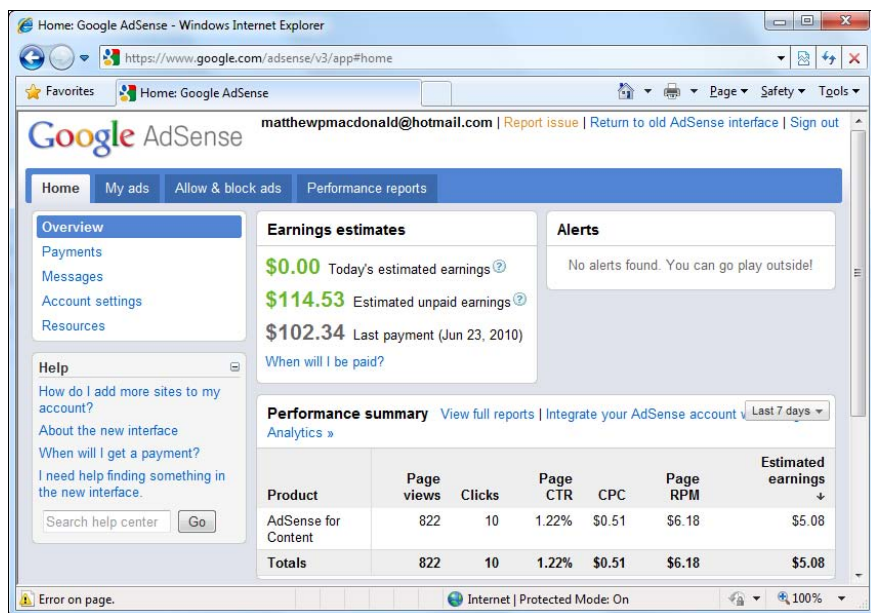 Home: Google AdSense - Windows Internet Explorer
https://www.google.com/adsense/v3/app#home
Favorites
Home: Google AdSense
Page
Safety
Tools
Google AdSense
matthewpmacdonald@hotmail.com | Report issue | Return to old AdSense interface | Sign out
Home
My ads
Allow & block ads
Performance reports
Overview
Payments
Messages
Account settings
Resources
Help
How do I add more sites to my
account?
About the new interface
When will I get a payment?
I need help finding something in
the new interface.
Search help center
Go
Earnings estimates
$0.00 Today's estimated earnings
$114.53 Estimated unpaid earnings
$102.34 Last payment (Jun 23, 2010)
When will I be paid?
Alerts
No alerts found. You can go play outside!
Performance summary View full reports | Integrate your AdSense account
Last 7 days
Analytics »
Product
Page
views
Clicks
Page
CTR
CPC
Page
RPM
Estimated
earnings
↓
AdSense for
Content
822 10 1.22% $0.51 $6.18 $5.08
Totals 822 10 1.22% $0.51 $6.18 $5.08
Error on page.
Internet | Protected Mode: On
100%